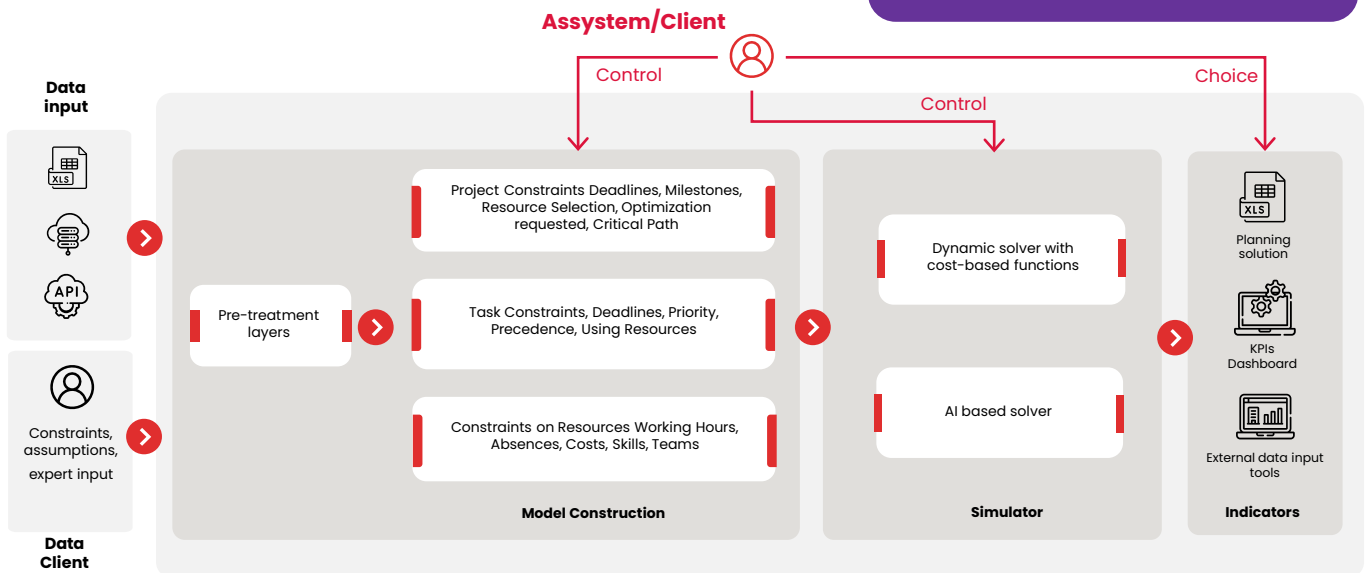 Assystem/Client
Control
Control
Choice
Data
input
XLS
API
Constraints,
assumptions,
expert input
Data
Client
Pre-treatment
layers
Project Constraints Deadlines, Milestones,
Resource Selection, Optimization
requested, Critical Path
Task Constraints, Deadlines, Priority,
Precedence, Using Resources
Constraints on Resources Working Hours,
Absences, Costs, Skills, Teams
Model Construction
Dynamic solver with
cost-based functions
AI based solver
Simulator
XLS
Planning
solution
KPIs
Dashboard
External data input
tools
Indicators